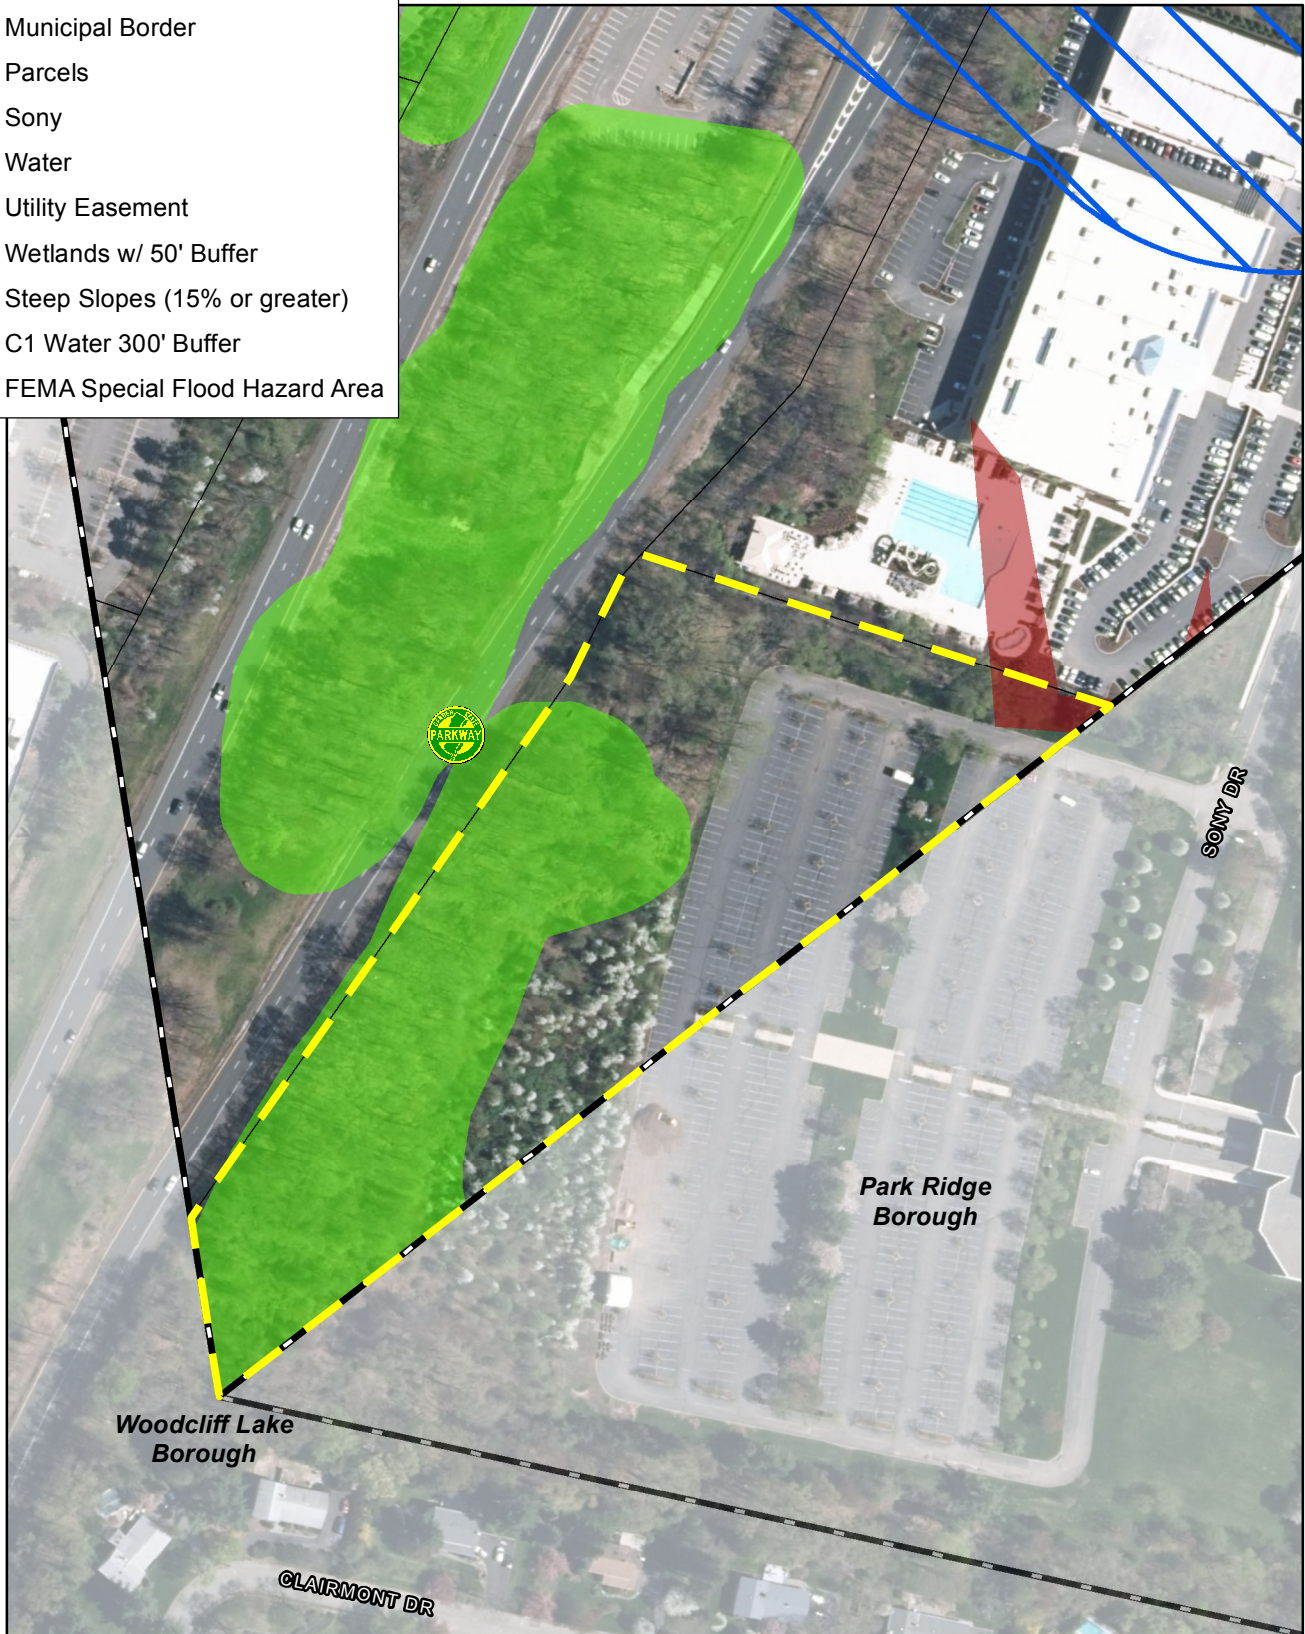 Municipal Border
Parcels
Sony
Water
Utility Easement
Wetlands w/ 50' Buffer
Steep Slopes (15% or greater)
C1 Water 300' Buffer
FEMA Special Flood Hazard Area
PARKWAY
SONY DR
Park Ridge
Borough
Woodcliff Lake
Borough
CLAIRMONT DR